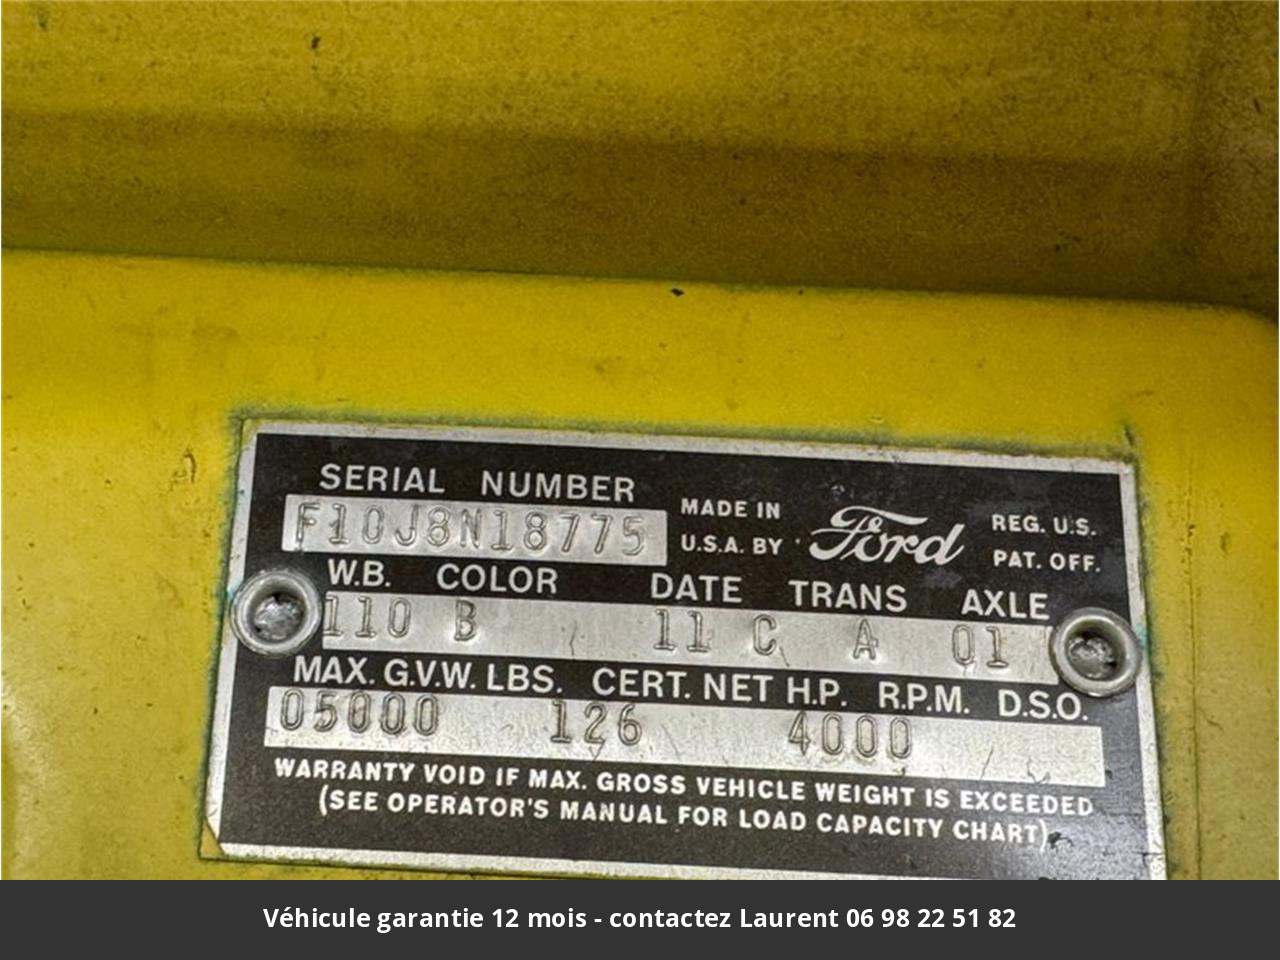 SERIAL NUMBER
F10J8N18775
MADE IN
U.S.A. BY
Ford
REG. U.S.
PAT. OFF.
W.B. COLOR DATE TRANS AXLE
110 B 11 C A 01
MAX. G.V.W. LBS. CERT. NET H.P. R.P.M. D.S.O.
05000 126 4000
WARRANTY VOID IF MAX. GROSS VEHICLE WEIGHT IS EXCEEDED
(SEE OPERATOR'S MANUAL FOR LOAD CAPACITY CHART)
Véhicule garantie 12 mois - contactez Laurent 06 98 22 51 82